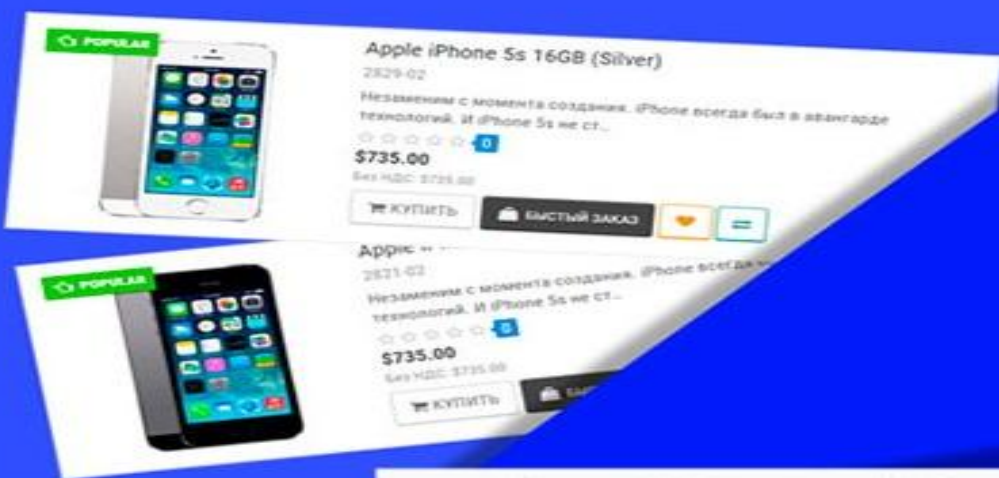 POPULAR
Apple iPhone 5s 16GB (Silver)
2829-02
Незаменим с момента создания. iPhone всегда был в авангарде
технологий. И iPhone 5s не ст...
0
$735.00
Без НДС: $735.00
КУПИТЬ
БЫСТЫЙ ЗАКАЗ
POPULAR
Apple
2821-02
Незаменим с момента создания. iPhone всегда
технологий. И iPhone 5s не ст...
0
$735.00
Без НДС: $735.00
КУПИТЬ